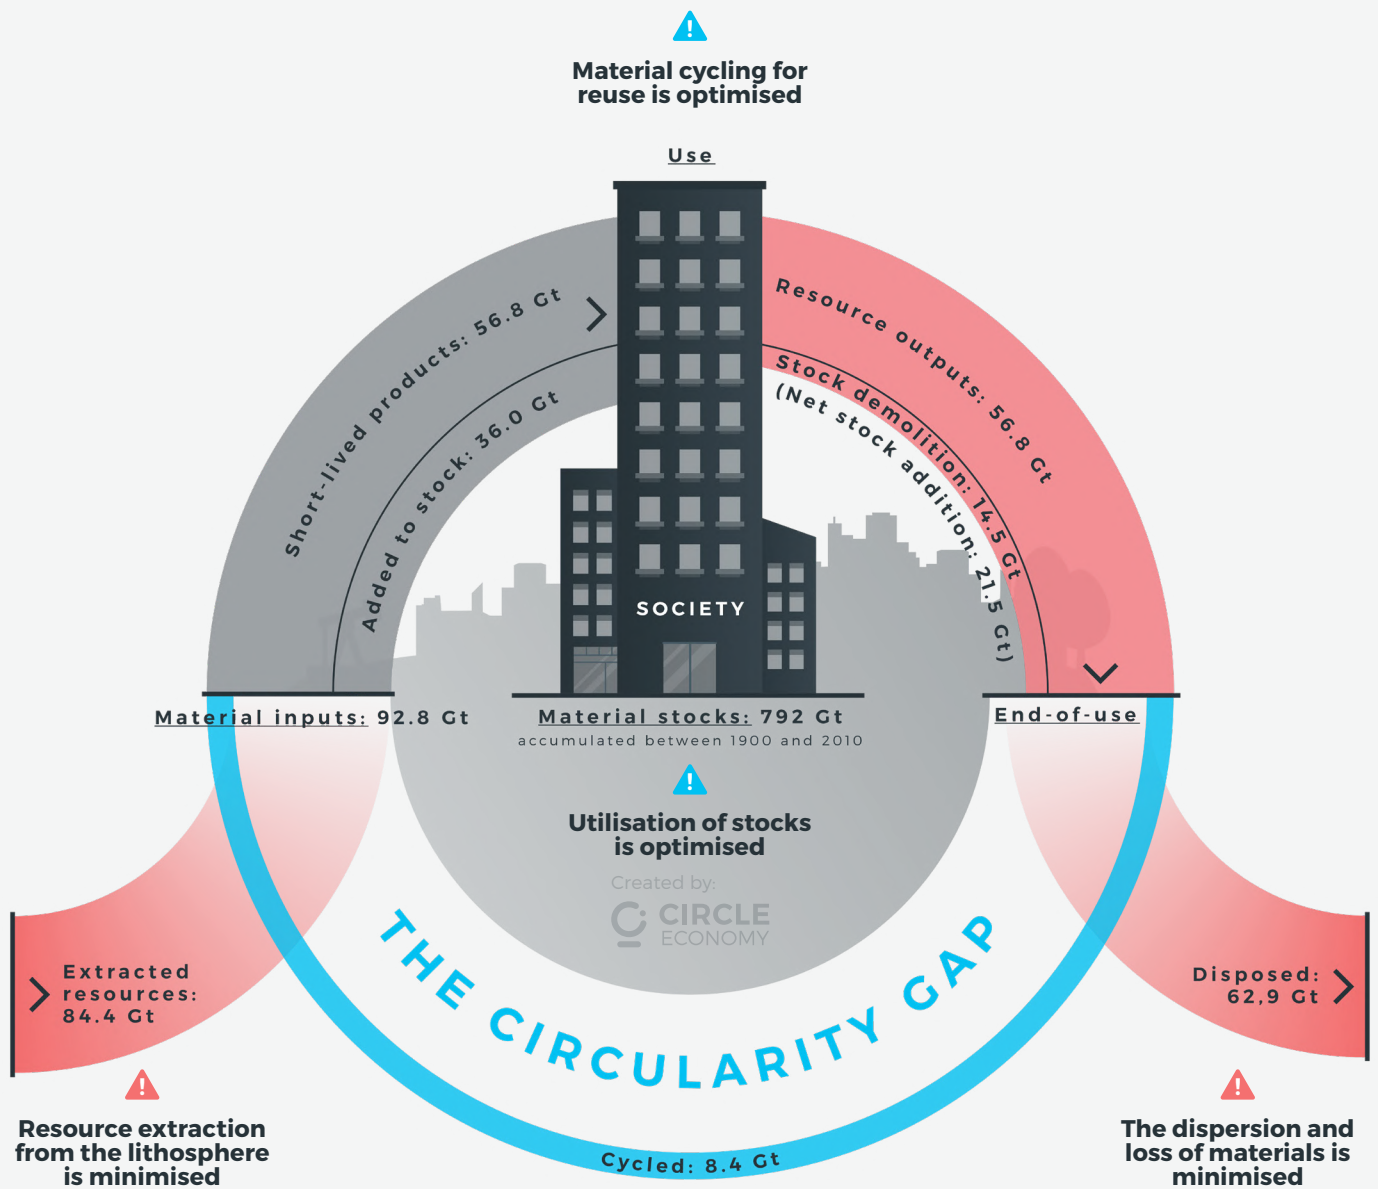 Material cycling for
reuse is optimised
Use
Short-lived products: 56.8 Gt
Added to stock: 36.0 Gt
Resource outputs: 56.8 Gt
Stock demolition: 14.5 Gt
(Net stock addition: 21.5 Gt)
SOCIETY
Material inputs: 92.8 Gt
Material stocks: 792 Gt
accumulated between 1900 and 2010
End-of-use
Utilisation of stocks
is optimised
Created by:
CIRCLE
ECONOMY
THE CIRCULARITY GAP
Extracted
resources:
84.4 Gt
Disposed:
62,9 Gt
Resource extraction
from the lithosphere
is minimised
Cycled: 8.4 Gt
The dispersion and
loss of materials is
minimised